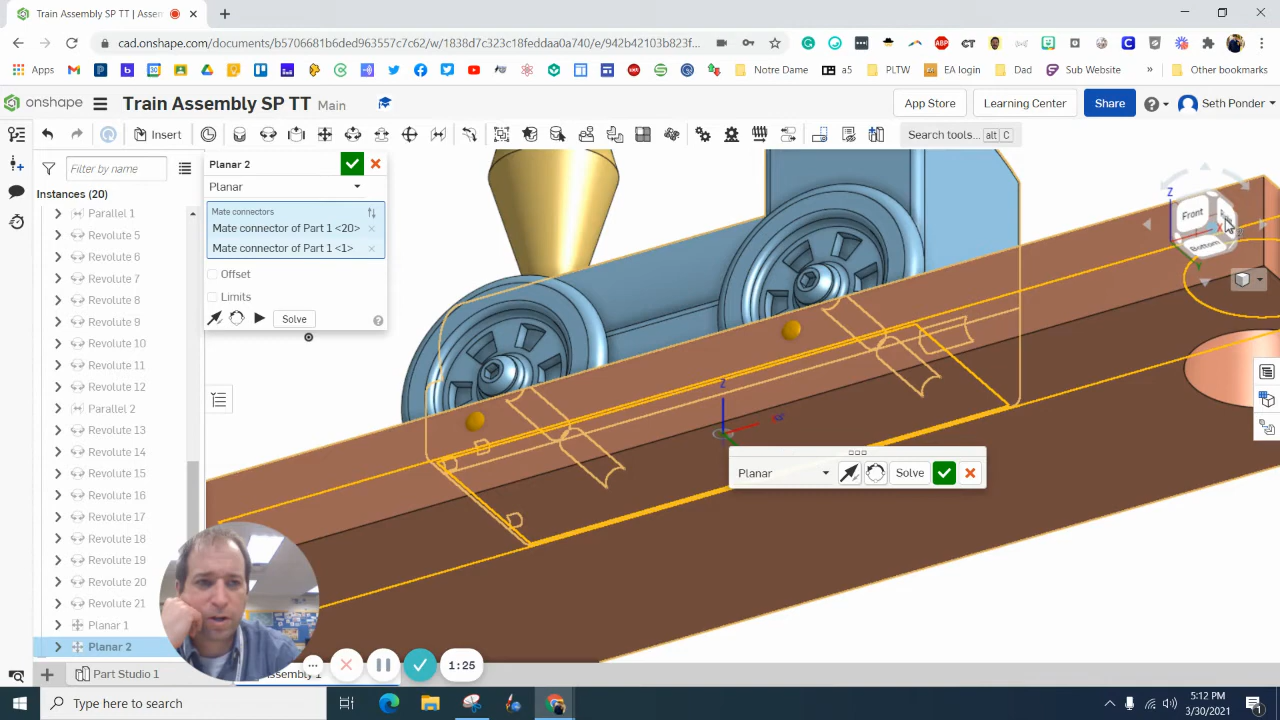 Train Assembly SP TT
Assem
cad.onshape.com/documents/b5706681b6led963557c7c62/w/1838d7c323-18feddaa0a740/e/942b42103b823f...
Apps
Notre Dame
a5
PLTW
EA login
Dad
Sub Website
»
Other bookmarks
onshape
Train Assembly SP TT
Main
App Store
Learning Center
Share
Seth Ponder
Insert
Search tools...
alt
C
Filter by name
Instances (20)
Parallel 1
Revolute 5
Revolute 6
Revolute 7
Revolute 8
Revolute 9
Revolute 10
Revolute 11
Revolute 12
Parallel 2
Revolute 13
Revolute 14
Revolute 15
Revolute 16
Revolute 17
Revolute 18
Revolute 19
Revolute 20
Revolute 21
Planar 1
Planar 2
Planar 2
Planar
Mate connectors
Mate connector of Part 1 <20>
Mate connector of Part 1 <1>
Offset
Limits
Solve
Z
Front
Bottom
X
Z
Planar
Solve
1:25
Part Studio 1
Assembly 1
Type here to search
5:12 PM
3/30/2021
1